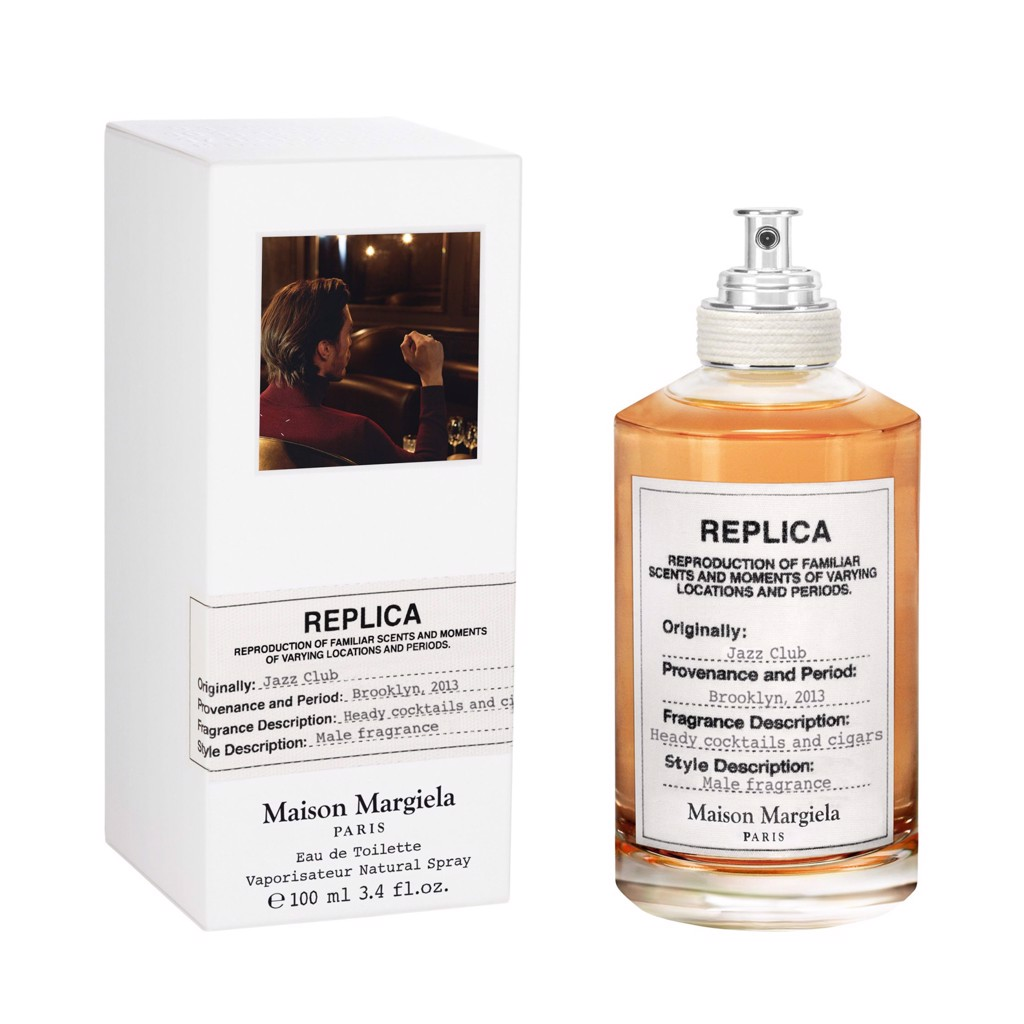 REPLICA
REPRODUCTION OF FAMILIAR SCENTS AND MOMENTS
OF VARYING LOCATIONS AND PERIODS.
Originally: Jazz Club
Provenance and Period: Brooklyn, 2013
Fragrance Description: Heady cocktails and ci
Style Description: Male fragrance
Maison Margiela
PARIS
Eau de Toilette
Vaporisateur Natural Spray
℮ 100 ml 3.4 fl.oz.
REPLICA
REPRODUCTION OF FAMILIAR
SCENTS AND MOMENTS OF VARYING
LOCATIONS AND PERIODS.
Originally:
Jazz Club
Provenance and Period:
Brooklyn, 2013
Fragrance Description:
Heady cocktails and cigars
Style Description:
Male fragrance
Maison Margiela
PARIS